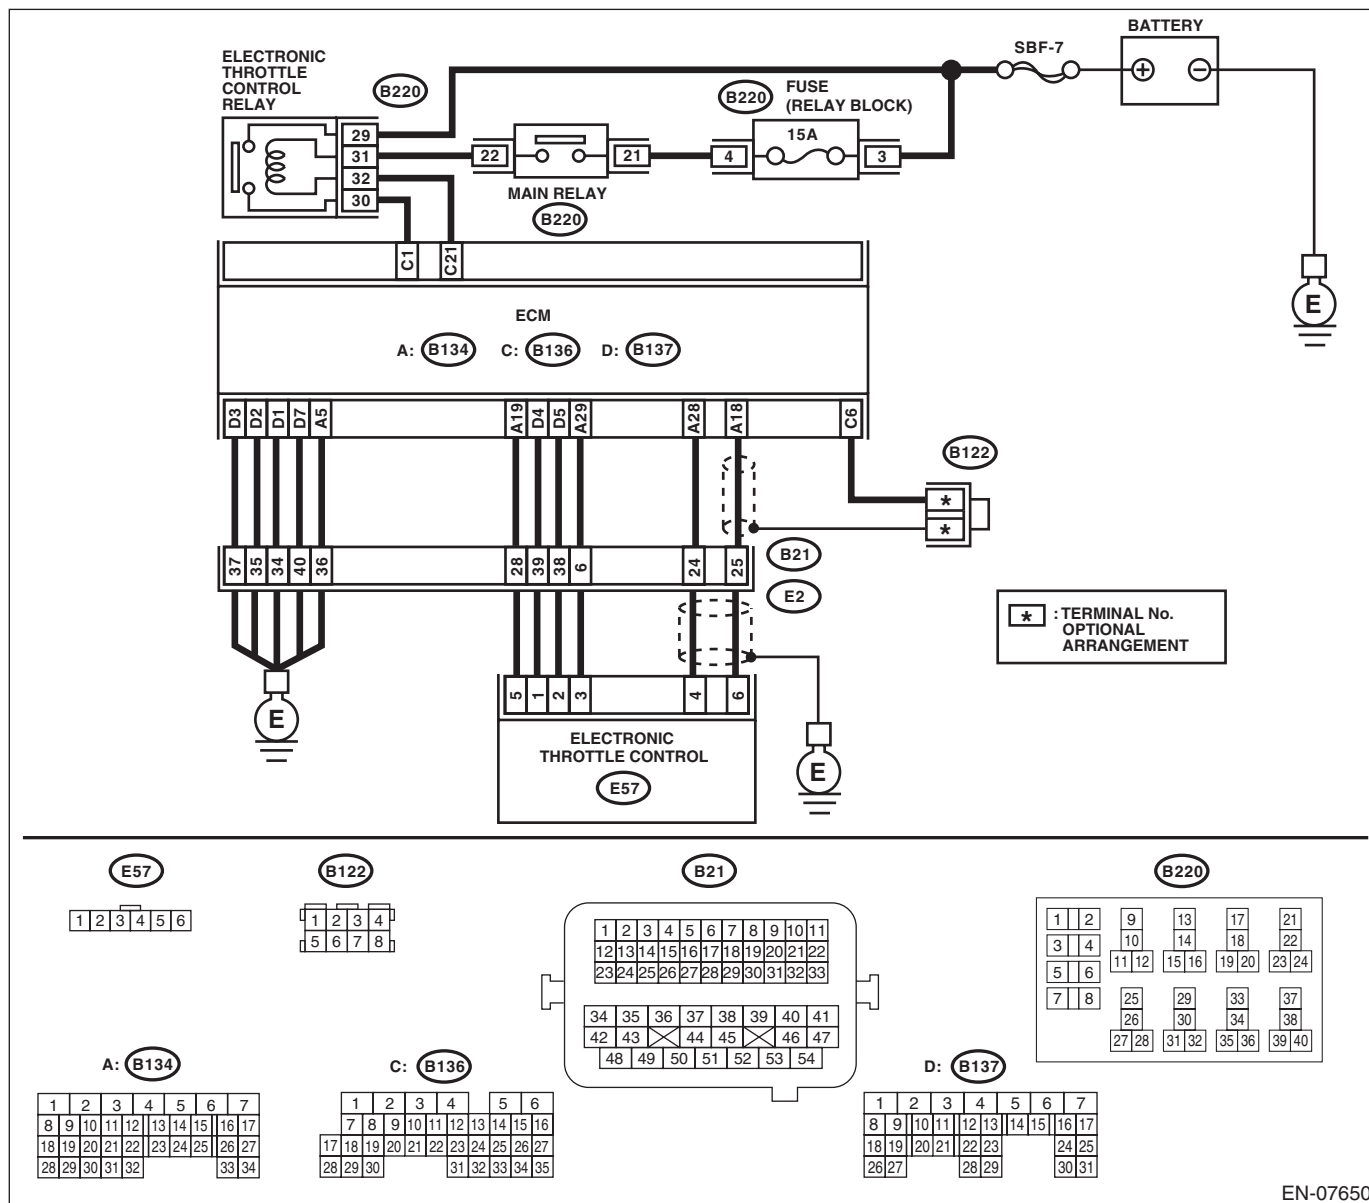 BATTERY
SBF-7
ELECTRONIC
THROTTLE
CONTROL
RELAY
B220
B220
FUSE
(RELAY BLOCK)
15A
29
31
32
30
22
21
4
3
MAIN RELAY
B220
C1
C21
E
ECM
A: B134 C: B136 D: B137
D3 D2 D1 D7 A5 A19 D4 D5 A29 A28 A18 C6
B122
*
*
37 35 34 40 36 28 39 38 6 24 25
B21
E2
* : TERMINAL No.
OPTIONAL
ARRANGEMENT
5 1 2 3 4 6
E
ELECTRONIC
THROTTLE CONTROL
E57
E
E57
1 2 3 4 5 6
B122
1 2 3 4
5 6 7 8
B21
1 2 3 4 5 6 7 8 9 10 11
12 13 14 15 16 17 18 19 20 21 22
23 24 25 26 27 28 29 30 31 32 33
34 35 36 37 38 39 40 41
42 43 44 45 46 47
48 49 50 51 52 53 54
B220
1 2 9 13 17 21
3 4 10 14 18 22
5 6 11 12 15 16 19 20 23 24
7 8 25 29 33 37
26 30 34 38
27 28 31 32 35 36 39 40
A: B134
1 2 3 4 5 6 7
8 9 10 11 12 13 14 15 16 17
18 19 20 21 22 23 24 25 26 27
28 29 30 31 32 33 34
C: B136
1 2 3 4 5 6
7 8 9 10 11 12 13 14 15 16
17 18 19 20 21 22 23 24 25 26 27
28 29 30 31 32 33 34 35
D: B137
1 2 3 4 5 6 7
8 9 10 11 12 13 14 15 16 17
18 19 20 21 22 23 24 25
26 27 28 29 30 31
EN-07650